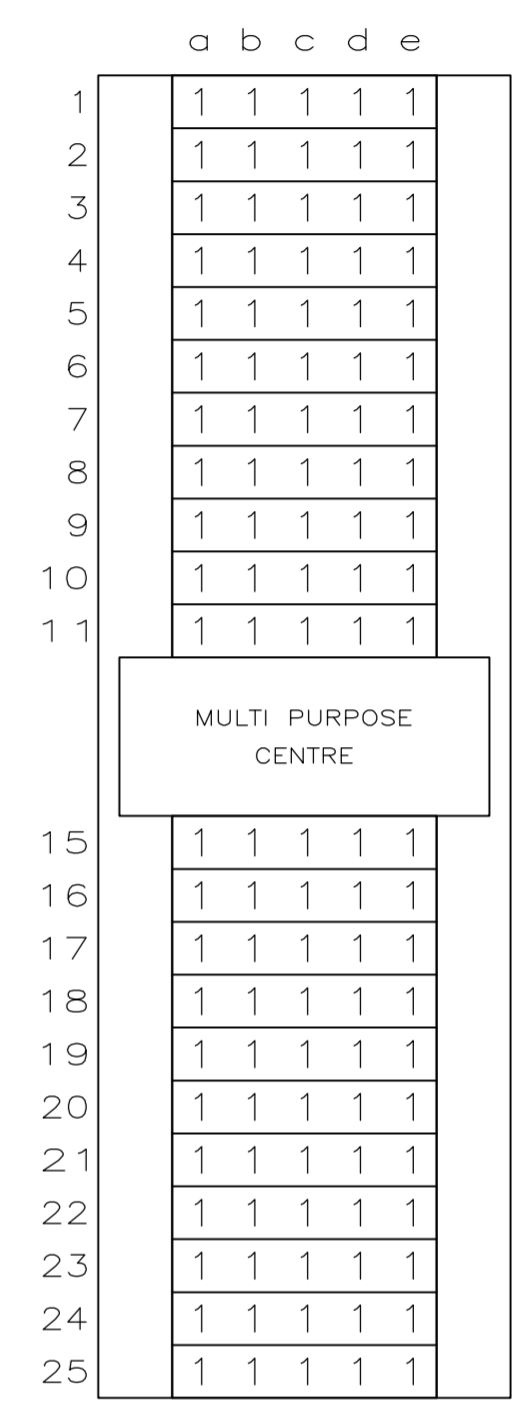 a b c d e
1 1 1 1 1 1
2 1 1 1 1 1
3 1 1 1 1 1
4 1 1 1 1 1
5 1 1 1 1 1
6 1 1 1 1 1
7 1 1 1 1 1
8 1 1 1 1 1
9 1 1 1 1 1
10 1 1 1 1 1
11 1 1 1 1 1
MULTI PURPOSE
CENTRE
15 1 1 1 1 1
16 1 1 1 1 1
17 1 1 1 1 1
18 1 1 1 1 1
19 1 1 1 1 1
20 1 1 1 1 1
21 1 1 1 1 1
22 1 1 1 1 1
23 1 1 1 1 1
24 1 1 1 1 1
25 1 1 1 1 1